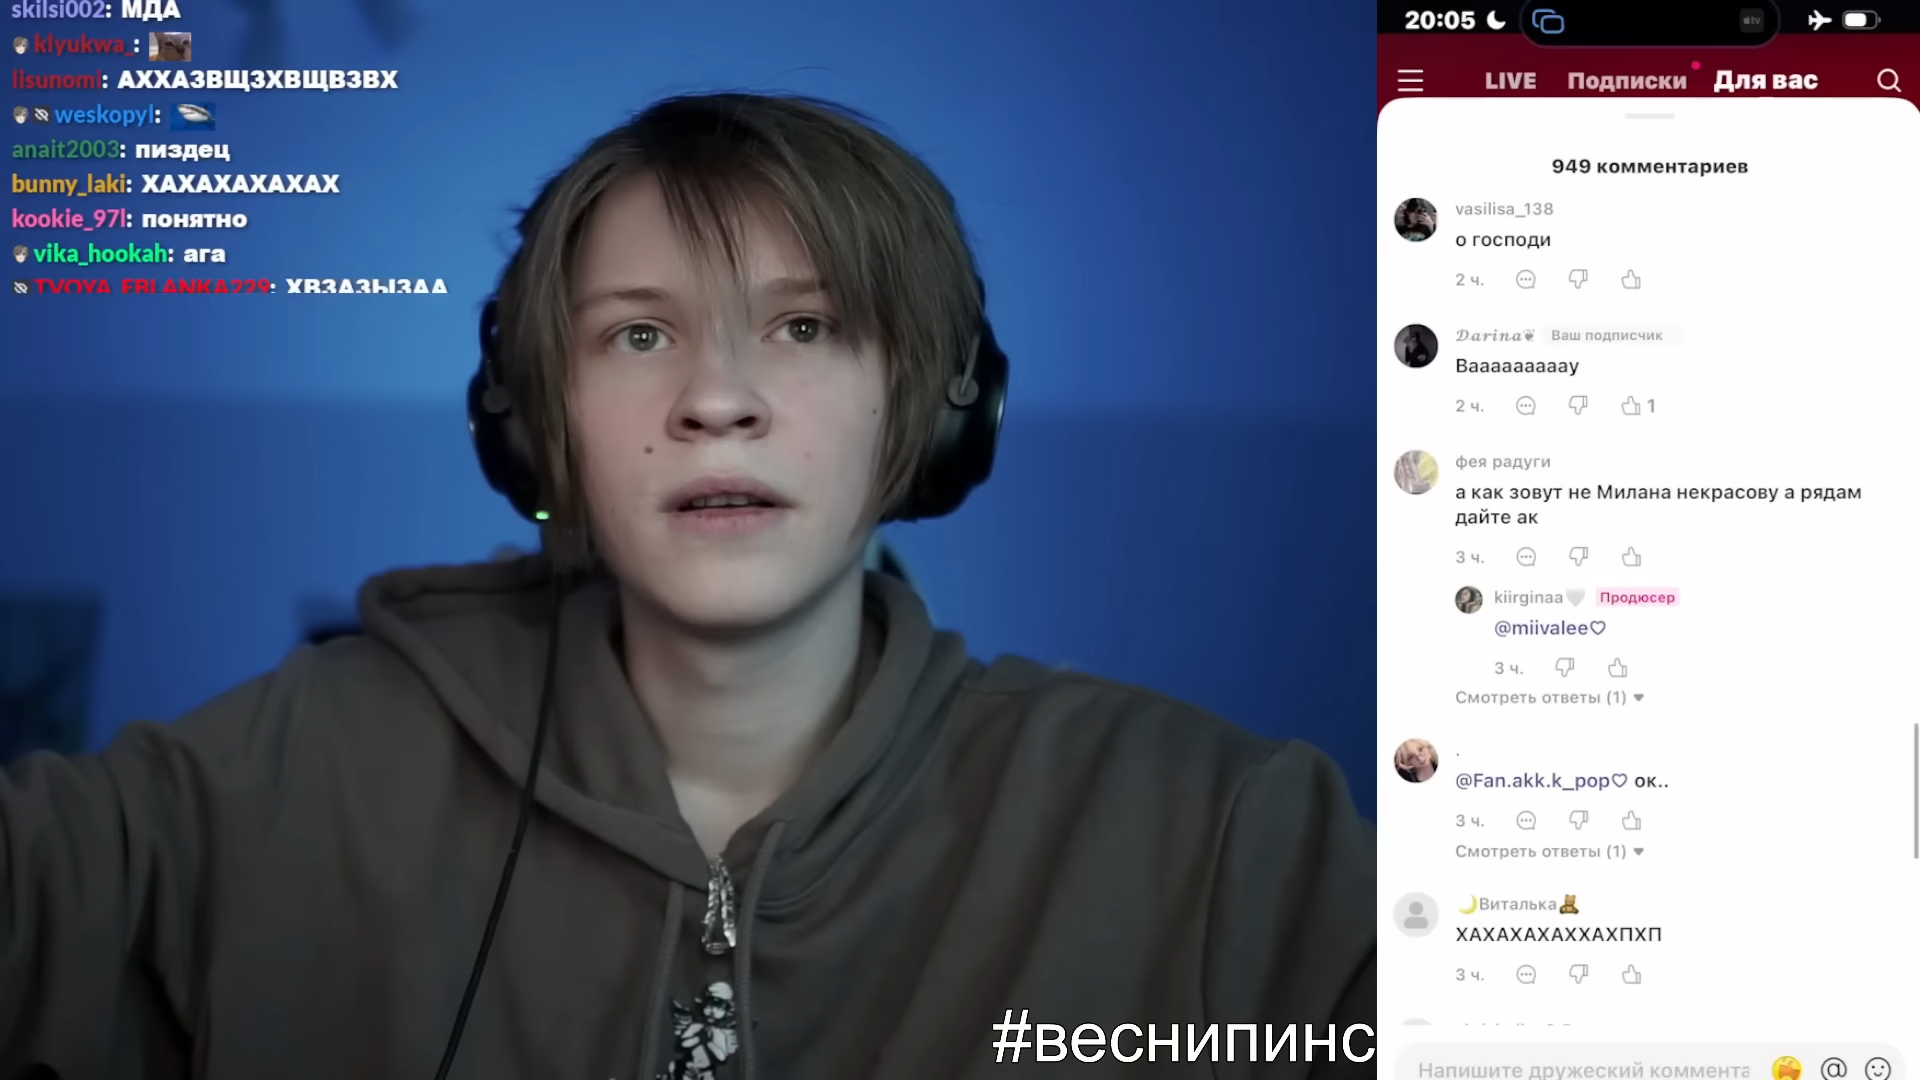 skilsi002: МДА
klyukwa_:
lisunomi: АХХАЗВЩЗХВЩВЗВХ
weskopyl:
anait2003: пиздец
bunny_laki: ХАХАХАХАХАХ
kookie_97l: понятно
vika_hookah: ага
TVOYA_EBLANKA229: ХВЗАЗЫЗАА
#веснипинс
20:05
LIVE Подписки Для вас
949 комментариев
vasilisa_138
о господи
2 ч.
Darina Ваш подписчик
Вааааааааау
2 ч. 1
фея радуги
а как зовут не Милана некрасову а рядам
дайте ак
3 ч.
kiirginaa🤍 Продюсер
@miivalee♡
3 ч.
Смотреть ответы (1)
.
@Fan.akk.k_pop♡ ок..
3 ч.
Смотреть ответы (1)
🌙Виталька🧸
ХАХАХАХАХХАХПХП
3 ч.
Напишите дружеский коммента